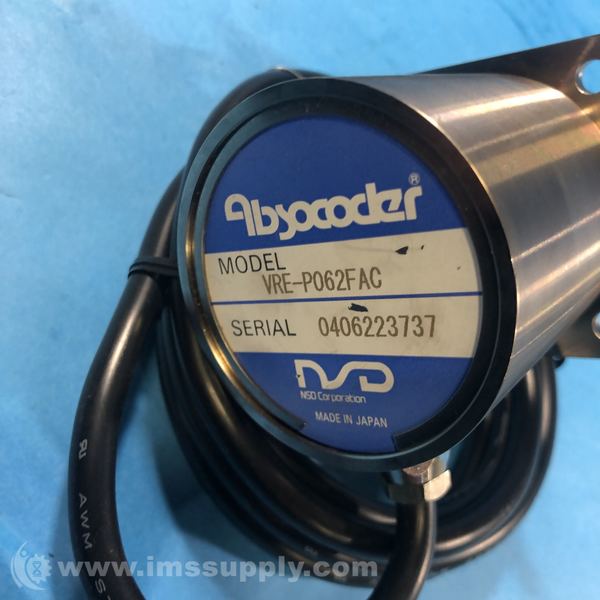 Absocoder®
MODEL
VRE-P062FAC
SERIAL 0406223737
NSD
NSD Corporation
MADE IN JAPAN
AWM
www.imssupply.com